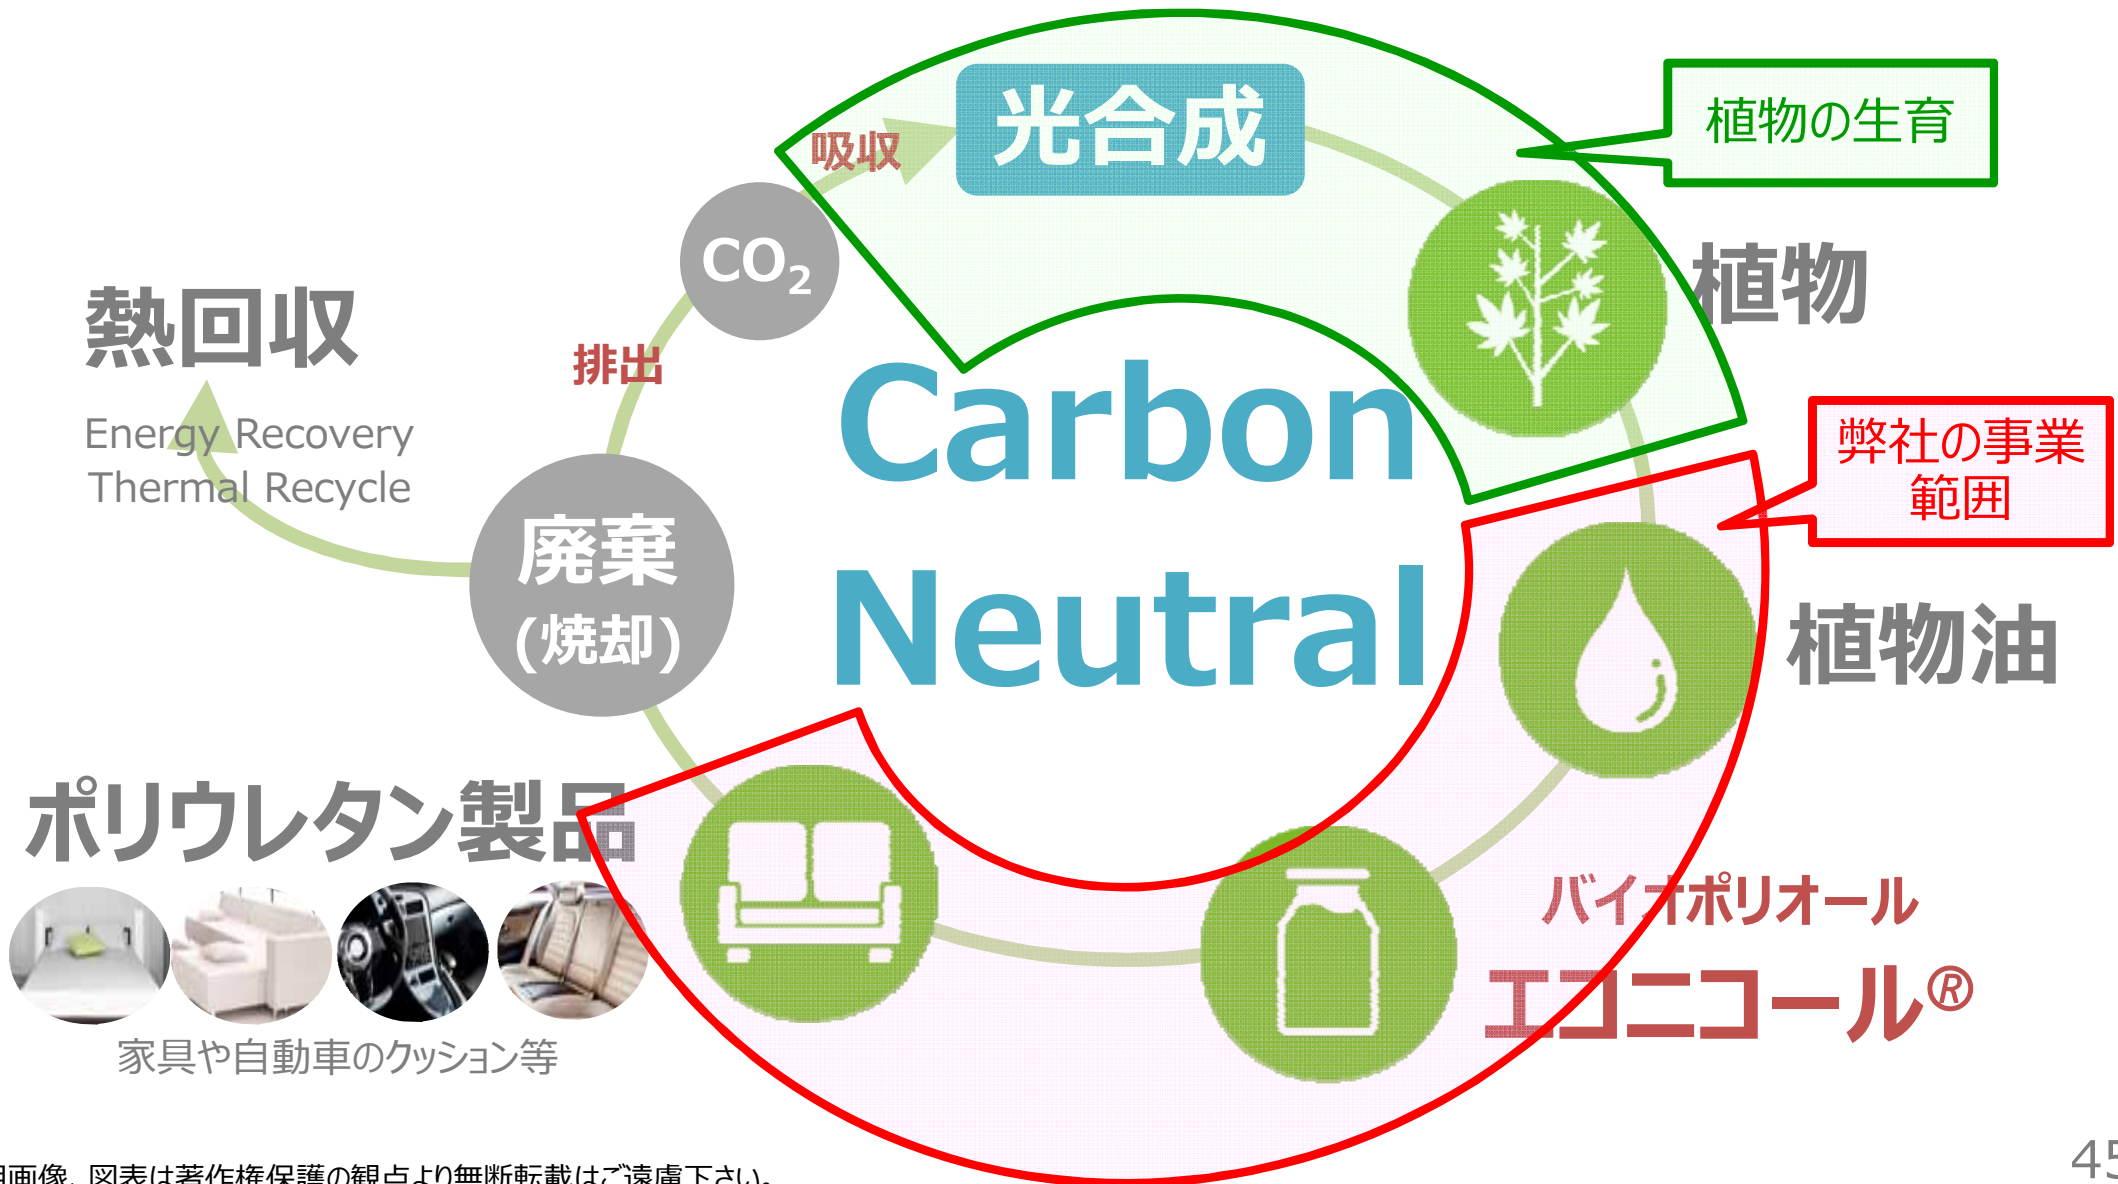 光合成
植物の生育
吸収
CO₂
植物
熱回収
Energy Recovery
Thermal Recycle
排出
Carbon
Neutral
弊社の事業
範囲
廃棄
(焼却)
植物油
ポリウレタン製品
家具や自動車のクッション等
バイオポリオール
エコニコール®
画像、図表は著作権保護の観点より無断転載はご遠慮下さい。
45